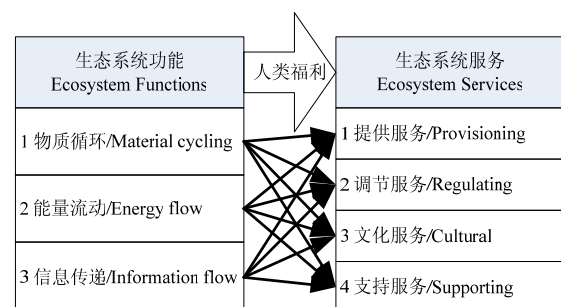 生态系统功能
Ecosystem Functions
1 物质循环/Material cycling
2 能量流动/Energy flow
3 信息传递/Information flow
人类福利
生态系统服务
Ecosystem Services
1 提供服务/Provisioning
2 调节服务/Regulating
3 文化服务/Cultural
4 支持服务/Supporting